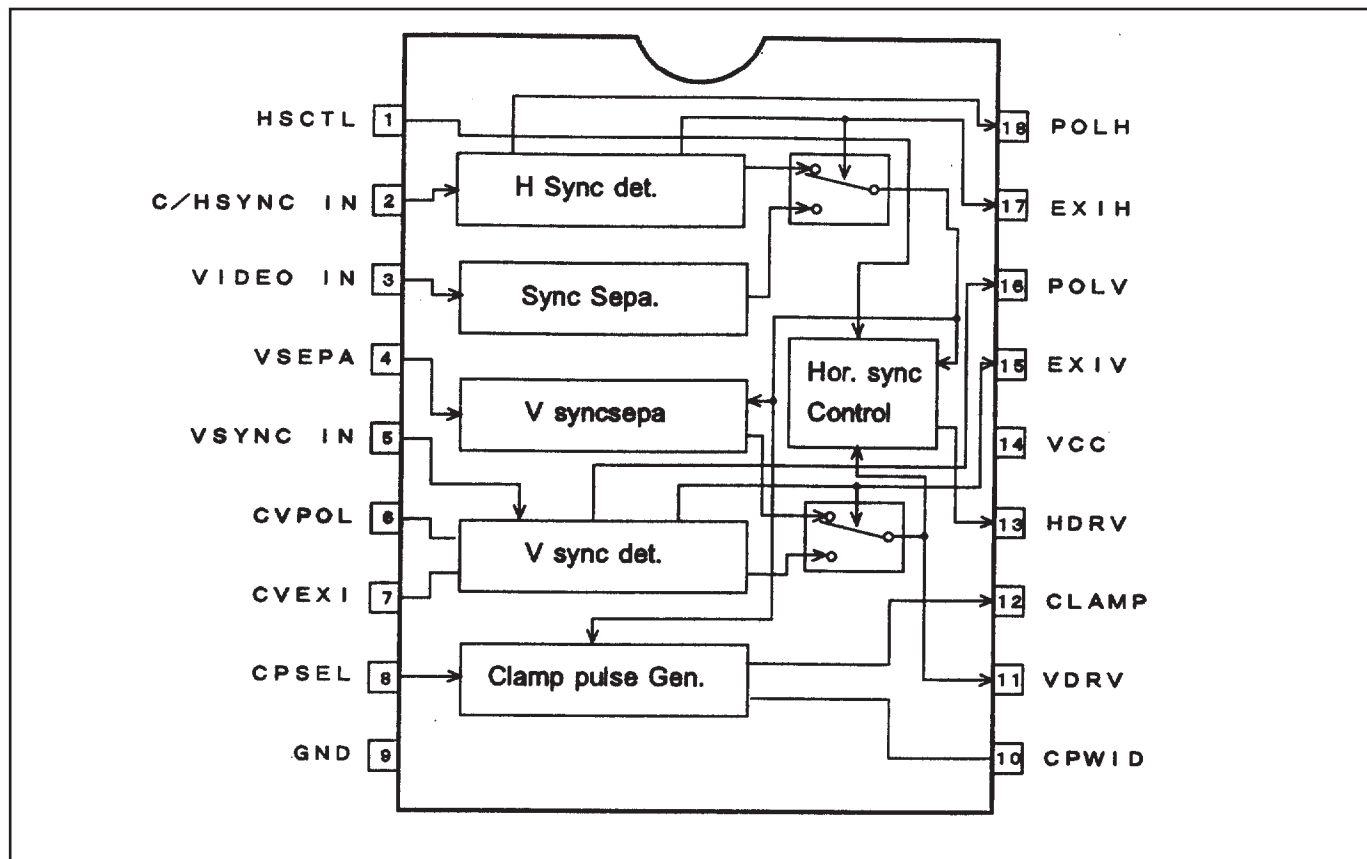 HSCTL 1
C/HSYNC IN 2
VIDEO IN 3
VSEPA 4
VSYNC IN 5
CVPOL 6
CVEXI 7
CPSEL 8
GND 9
H Sync det.
Sync Sepa.
V syncsepa
V sync det.
Clamp pulse Gen.
Hor. sync
Control
18 POLH
17 EXIH
16 POLV
15 EXIV
14 VCC
13 HDRV
12 CLAMP
11 VDRV
10 CPWID